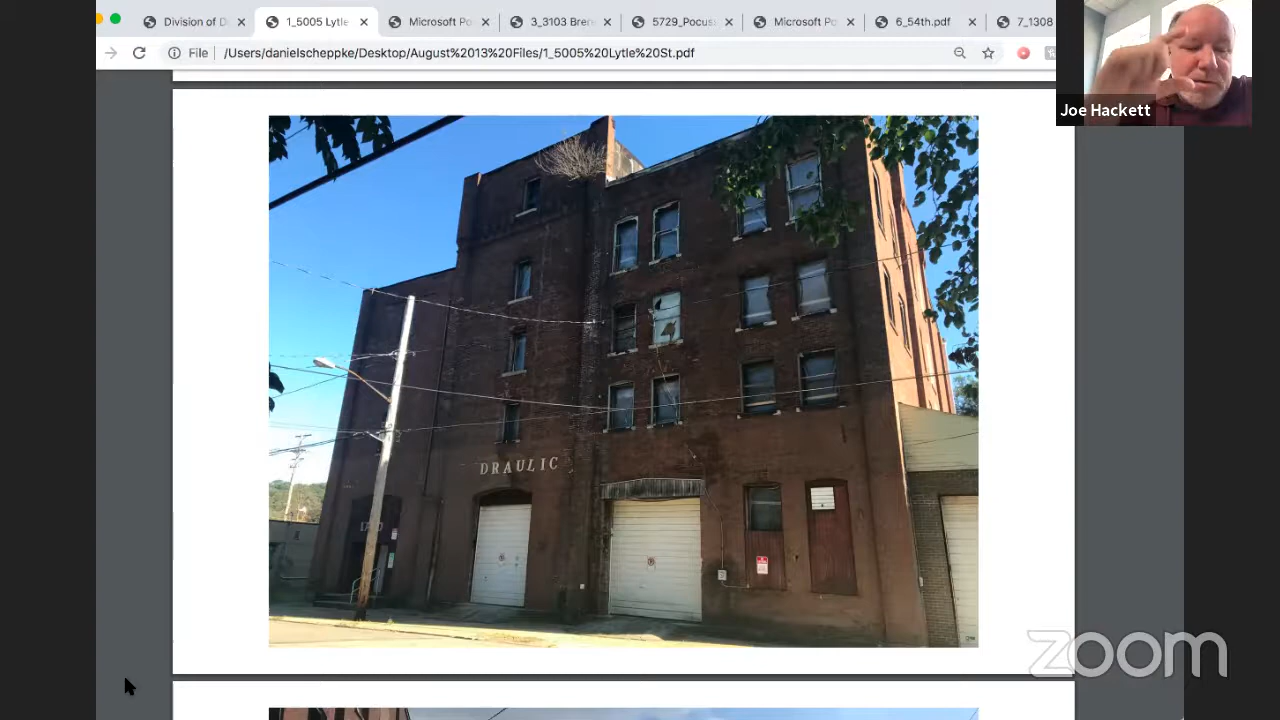 Division of D
1_5005 Lytle
Microsoft Po
3_3103 Bren
5729_Pocus
Microsoft Po
6_54th.pdf
7_1308
File
/Users/danielscheppke/Desktop/August%2013%20Files/1_5005%20Lytle%20St.pdf
Joe Hackett
DRAULIC
zoom